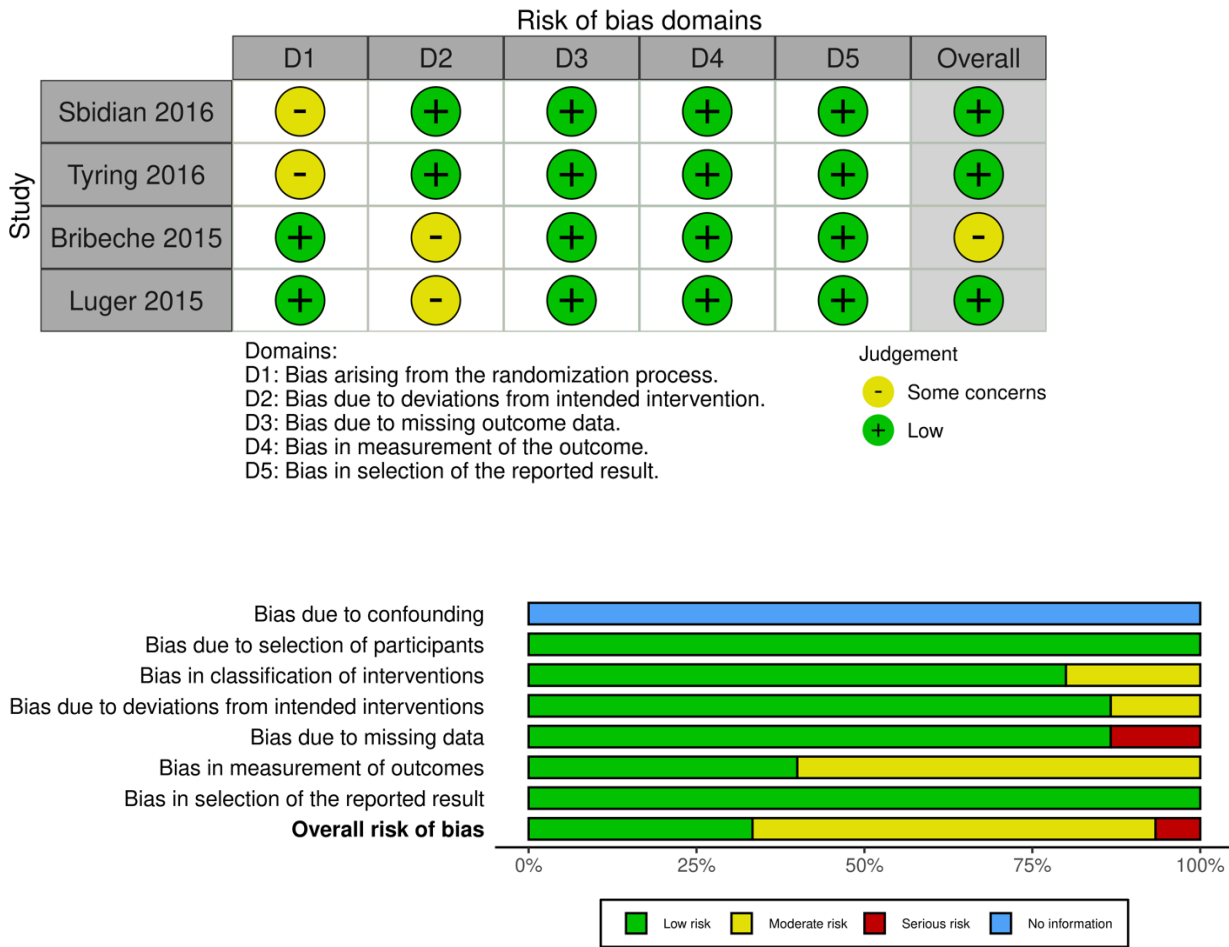 Risk of bias domains
D1 D2 D3 D4 D5 Overall
Study
Sbidian 2016 - + + + + +
Tyring 2016 - + + + + +
Bribeche 2015 + - + + + -
Luger 2015 + - + + + +
Domains:
D1: Bias arising from the randomization process.
D2: Bias due to deviations from intended intervention.
D3: Bias due to missing outcome data.
D4: Bias in measurement of the outcome.
D5: Bias in selection of the reported result.
Judgement
- Some concerns
+ Low
Bias due to confounding
Bias due to selection of participants
Bias in classification of interventions
Bias due to deviations from intended interventions
Bias due to missing data
Bias in measurement of outcomes
Bias in selection of the reported result
Overall risk of bias
0% 25% 50% 75% 100%
Low risk Moderate risk Serious risk No information